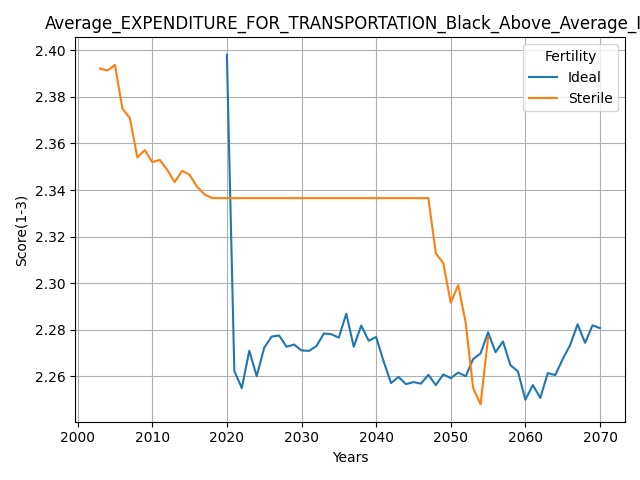 Average_EXPENDITURE_FOR_TRANSPORTATION_Black_Above_Average_I
2.40
2.38
2.36
2.34
2.32
2.30
2.28
2.26
Score(1-3)
Fertility
Ideal
Sterile
2000 2010 2020 2030 2040 2050 2060 2070
Years